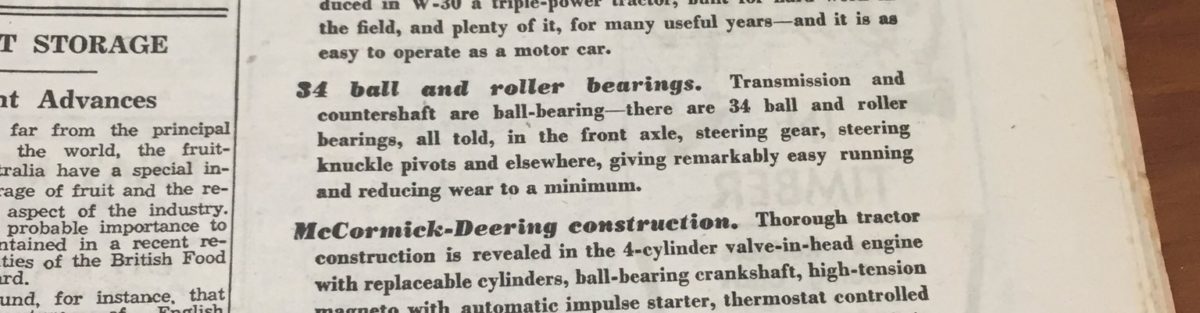 T STORAGE
nt Advances
far from the principal
the world, the fruit-
tralia have a special in-
rage of fruit and the re-
aspect of the industry.
probable importance to
ntained in a recent re-
ties of the British Food
ard.
und, for instance, that
of English
duced in W-30 a triple-power tractor, built for hard work in
the field, and plenty of it, for many useful years—and it is as
easy to operate as a motor car.
34 ball and roller bearings. Transmission and
countershaft are ball-bearing—there are 34 ball and roller
bearings, all told, in the front axle, steering gear, steering
knuckle pivots and elsewhere, giving remarkably easy running
and reducing wear to a minimum.
McCormick-Deering construction. Thorough tractor
construction is revealed in the 4-cylinder valve-in-head engine
with replaceable cylinders, ball-bearing crankshaft, high-tension
magneto with automatic impulse starter, thermostat controlled